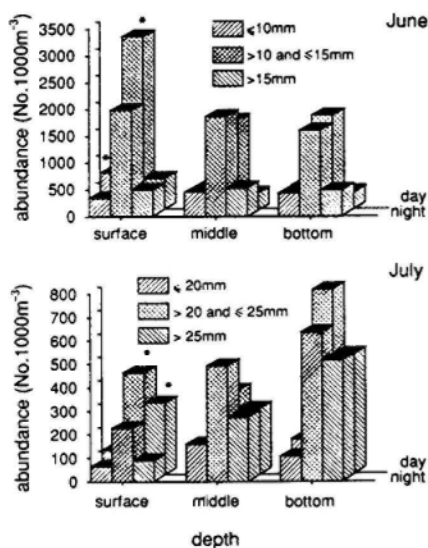 June
≤10mm
>10 and ≤15mm
>15mm
abundance (No.1000m⁻³)
3500
3000
2500
2000
1500
1000
500
0
day
night
surface middle bottom
July
≤ 20mm
> 20 and ≤ 25mm
> 25mm
abundance (No.1000m⁻³)
800
700
600
500
400
300
200
100
0
day
night
surface middle bottom
depth